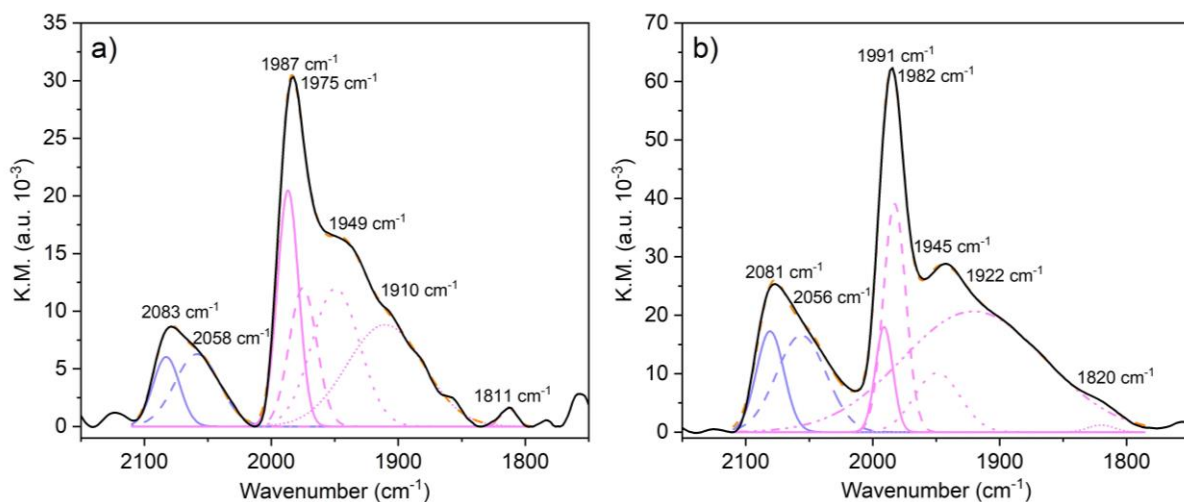 a)
35
30
25
20
15
10
5
0
K.M. (a.u. 10⁻³)
1987 cm⁻¹
1975 cm⁻¹
1949 cm⁻¹
1910 cm⁻¹
2083 cm⁻¹
2058 cm⁻¹
1811 cm⁻¹
2100 2000 1900 1800
Wavenumber (cm⁻¹)
b)
70
60
50
40
30
20
10
0
K.M. (a.u. 10⁻³)
1991 cm⁻¹
1982 cm⁻¹
1945 cm⁻¹
1922 cm⁻¹
2081 cm⁻¹
2056 cm⁻¹
1820 cm⁻¹
2100 2000 1900 1800
Wavenumber (cm⁻¹)